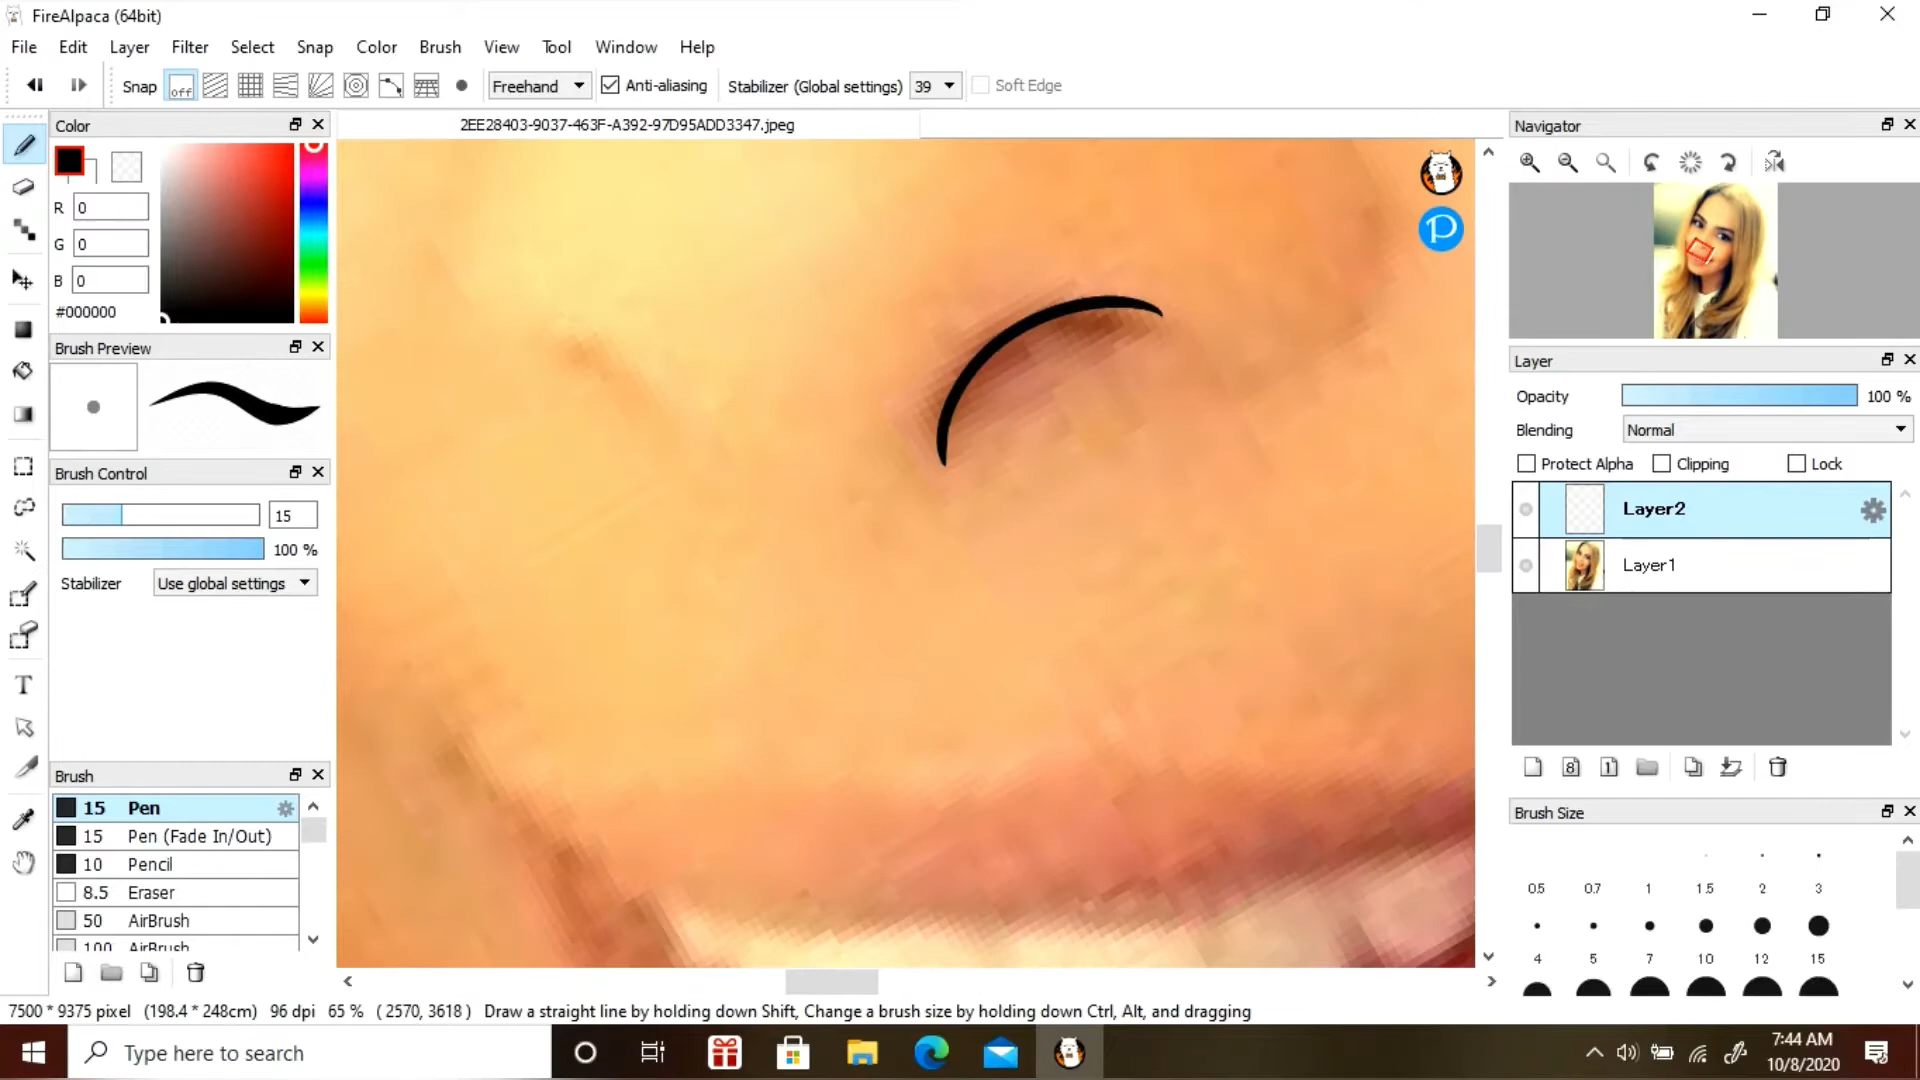 FireAlpaca (64bit)
File Edit Layer Filter Select Snap Color Brush View Tool Window Help
Snap off Freehand Anti-aliasing Stabilizer (Global settings) 39 Soft Edge
Color
2EE28403-9037-463F-A392-97D95ADD3347.jpeg
Navigator
R 0
G 0
B 0
#000000
Brush Preview
Layer
Opacity 100 %
Blending Normal
Protect Alpha Clipping Lock
Brush Control
15
100 %
Stabilizer Use global settings
Layer2
Layer1
8 1
Brush
15 Pen
15 Pen (Fade In/Out)
10 Pencil
8.5 Eraser
50 AirBrush
100 AirBrush
Brush Size
0.5 0.7 1 1.5 2 3
4 5 7 10 12 15
7500 * 9375 pixel (198.4 * 248cm) 96 dpi 65 % ( 2570, 3618 ) Draw a straight line by holding down Shift, Change a brush size by holding down Ctrl, Alt, and dragging
Type here to search
7:44 AM
10/8/2020